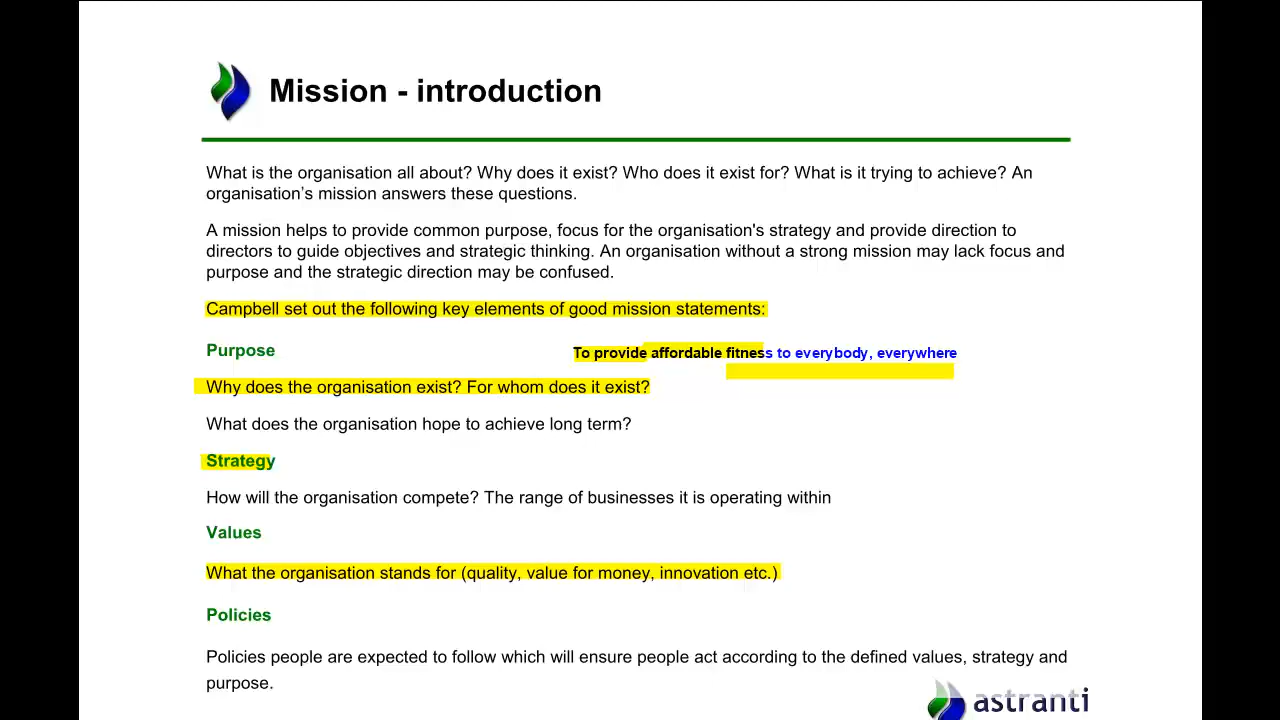 Mission - introduction
What is the organisation all about? Why does it exist? Who does it exist for? What is it trying to achieve? An
organisation’s mission answers these questions.
A mission helps to provide common purpose, focus for the organisation's strategy and provide direction to
directors to guide objectives and strategic thinking. An organisation without a strong mission may lack focus and
purpose and the strategic direction may be confused.
Campbell set out the following key elements of good mission statements:
Purpose
To provide affordable fitness to everybody, everywhere
Why does the organisation exist? For whom does it exist?
What does the organisation hope to achieve long term?
Strategy
How will the organisation compete? The range of businesses it is operating within
Values
What the organisation stands for (quality, value for money, innovation etc.)
Policies
Policies people are expected to follow which will ensure people act according to the defined values, strategy and
purpose.
astranti